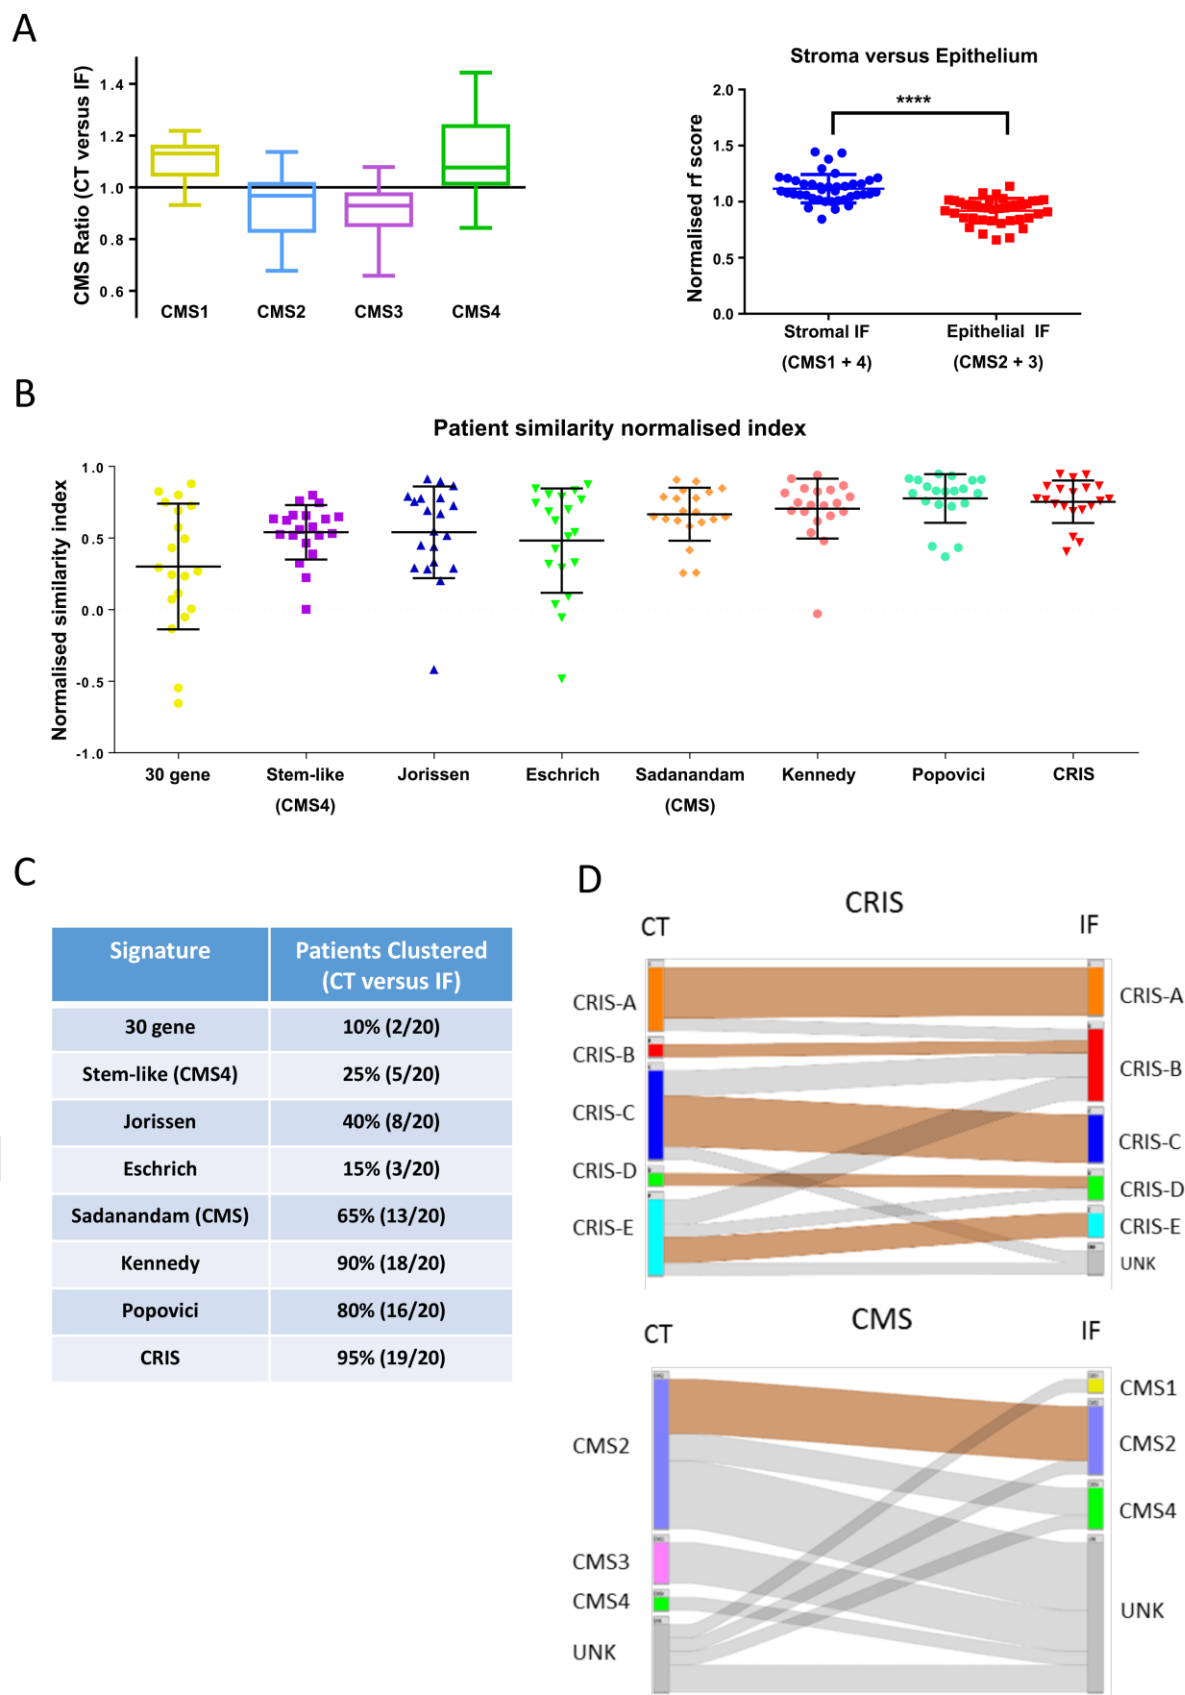 A
CMS Ratio (CT versus IF)
1.4
1.2
1.0
0.8
0.6
CMS1
CMS2
CMS3
CMS4
Stroma versus Epithelium
Normalised rf score
2.0
1.5
1.0
0.5
0.0
****
Stromal IF
(CMS1 + 4)
Epithelial IF
(CMS2 + 3)
B
Patient similarity normalised index
Normalised similarity index
1.0
0.5
0.0
-0.5
-1.0
30 gene
Stem-like
(CMS4)
Jorissen
Eschrich
Sadanandam
(CMS)
Kennedy
Popovici
CRIS
C
Signature
Patients Clustered
(CT versus IF)
30 gene
10% (2/20)
Stem-like (CMS4)
25% (5/20)
Jorissen
40% (8/20)
Eschrich
15% (3/20)
Sadanandam (CMS)
65% (13/20)
Kennedy
90% (18/20)
Popovici
80% (16/20)
CRIS
95% (19/20)
D
CRIS
CT
IF
CRIS-A
CRIS-B
CRIS-C
CRIS-D
CRIS-E
CRIS-A
CRIS-B
CRIS-C
CRIS-D
CRIS-E
UNK
CMS
CT
IF
CMS2
CMS3
CMS4
UNK
CMS1
CMS2
CMS4
UNK